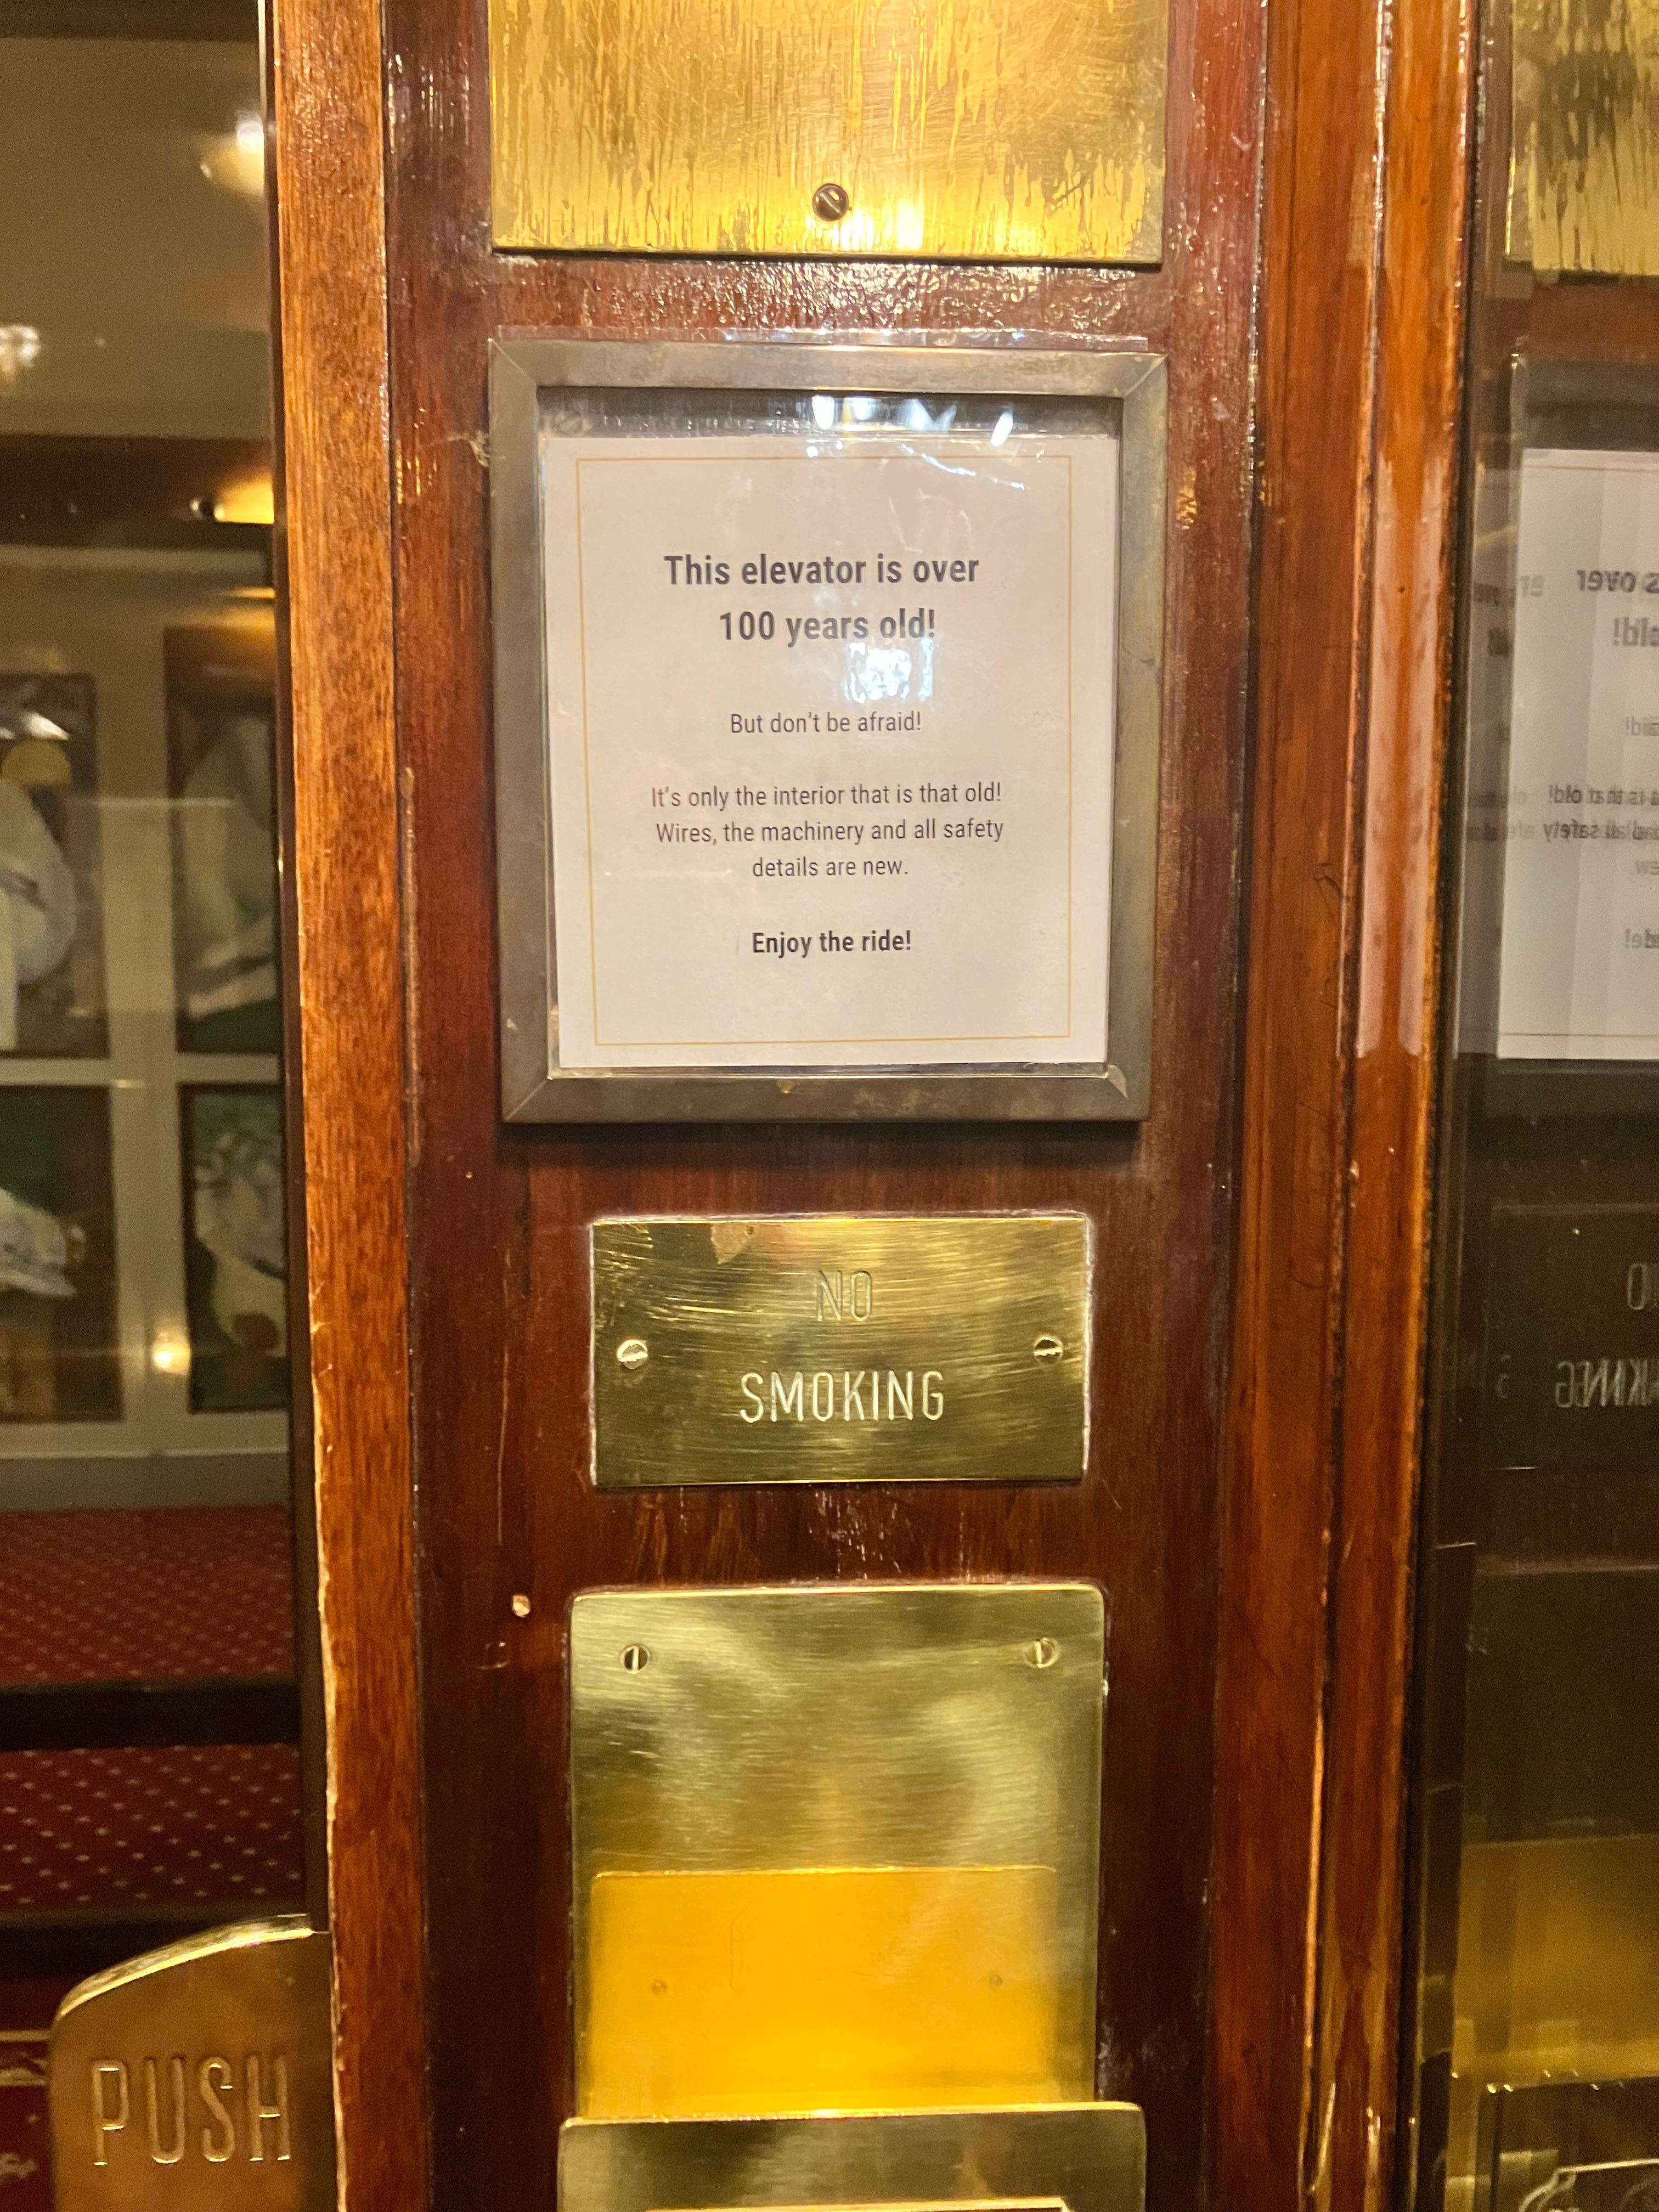 This elevator is over
100 years old!
But don't be afraid!
It's only the interior that is that old!
Wires, the machinery and all safety
details are new.
Enjoy the ride!
NO
SMOKING
PUSH